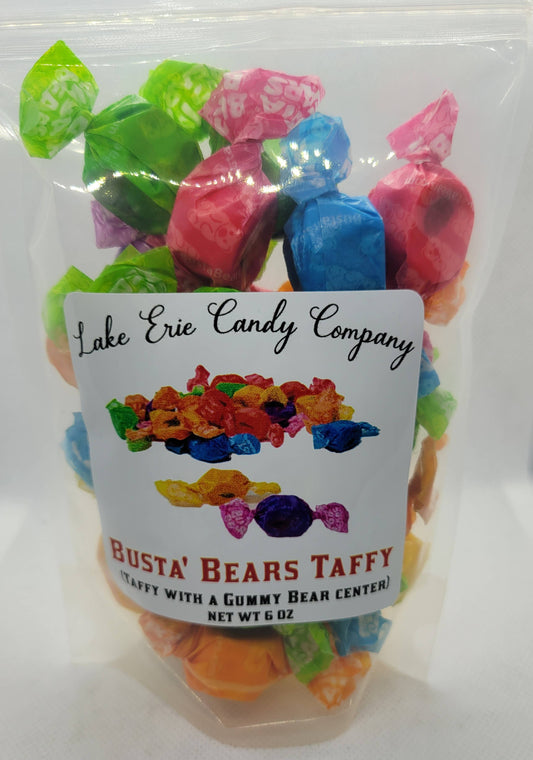 Lake Erie Candy Company
Busta' Bears Taffy
(Taffy with a Gummy Bear center)
Net Wt 6 oz